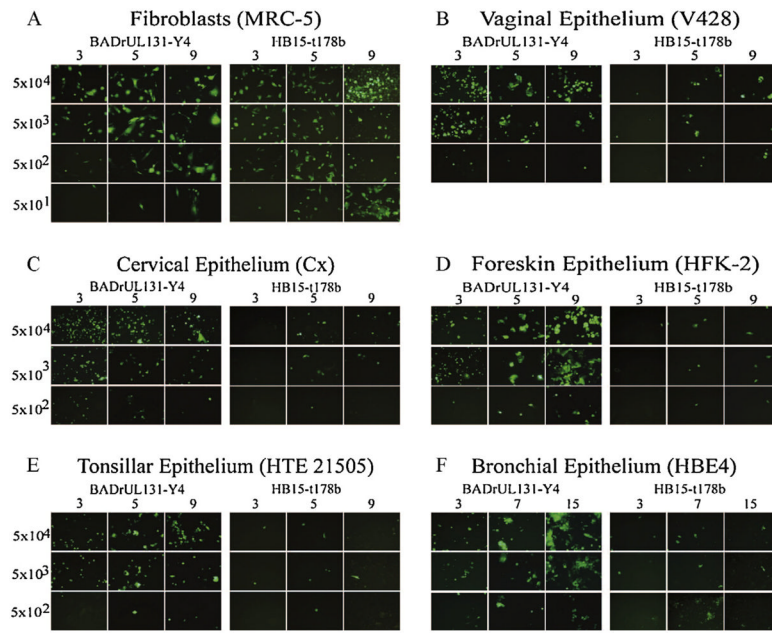 A Fibroblasts (MRC-5)
BADrUL131-Y4 HB15-t178b
3 5 9 3 5 9
5x10⁴
5x10³
5x10²
5x10¹
B Vaginal Epithelium (V428)
BADrUL131-Y4 HB15-t178b
3 5 9 3 5 9
C Cervical Epithelium (Cx)
BADrUL131-Y4 HB15-t178b
3 5 9 3 5 9
5x10⁴
5x10³
5x10²
D Foreskin Epithelium (HFK-2)
BADrUL131-Y4 HB15-t178b
3 5 9 3 5 9
E Tonsillar Epithelium (HTE 21505)
BADrUL131-Y4 HB15-t178b
3 5 9 3 5 9
5x10⁴
5x10³
5x10²
F Bronchial Epithelium (HBE4)
BADrUL131-Y4 HB15-t178b
3 7 15 3 7 15